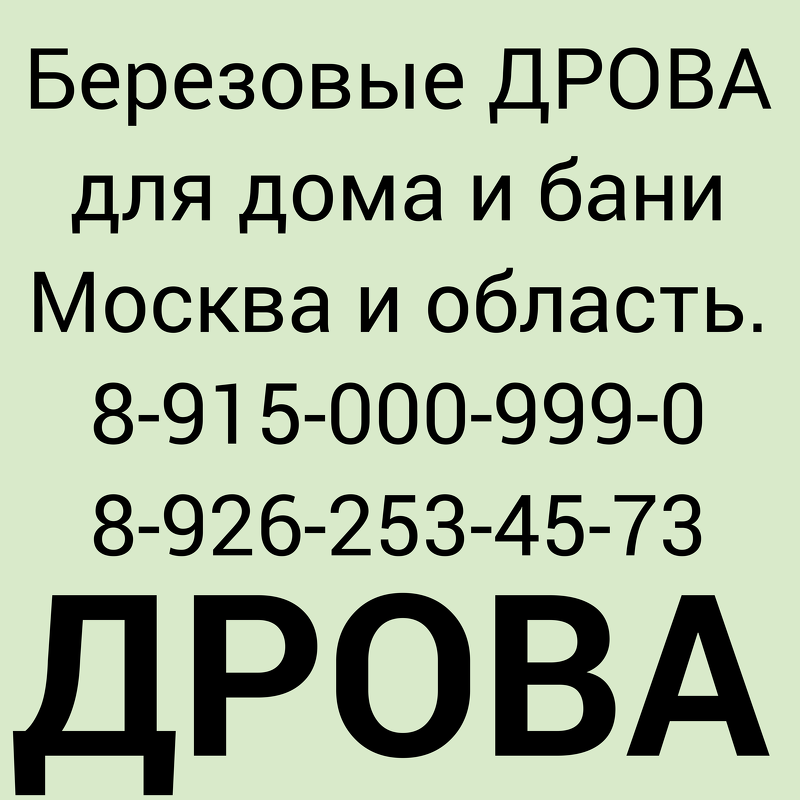 Березовые ДРОВА
для дома и бани
Москва и область.
8-915-000-999-0
8-926-253-45-73
ДРОВА